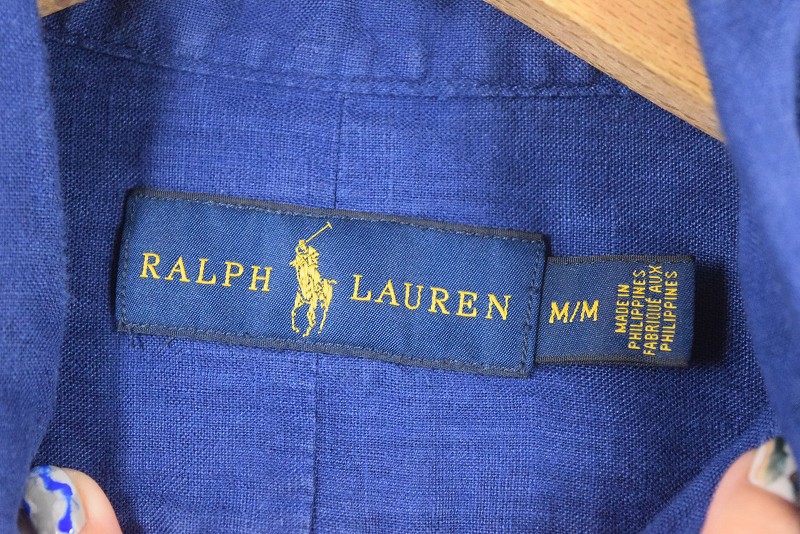 RALPH LAUREN
M/M
MADE IN
PHILIPPINES
FABRIQUÉ AUX
PHILIPPINES